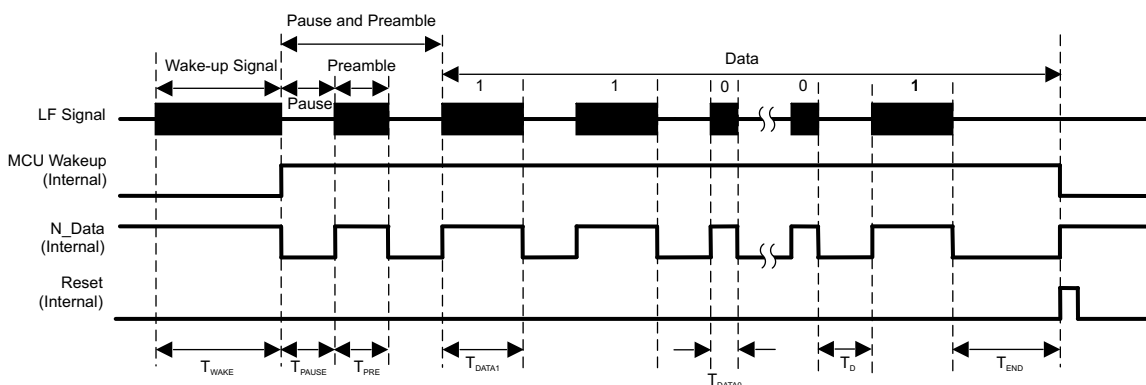 Pause and Preamble
Data
Wake-up Signal
Preamble
Pause
1
1
0
0
1
LF Signal
MCU Wakeup
(Internal)
N_Data
(Internal)
Reset
(Internal)
TWAKE
TPAUSE
TPRE
TDATA1
TDATA0
TD
TEND